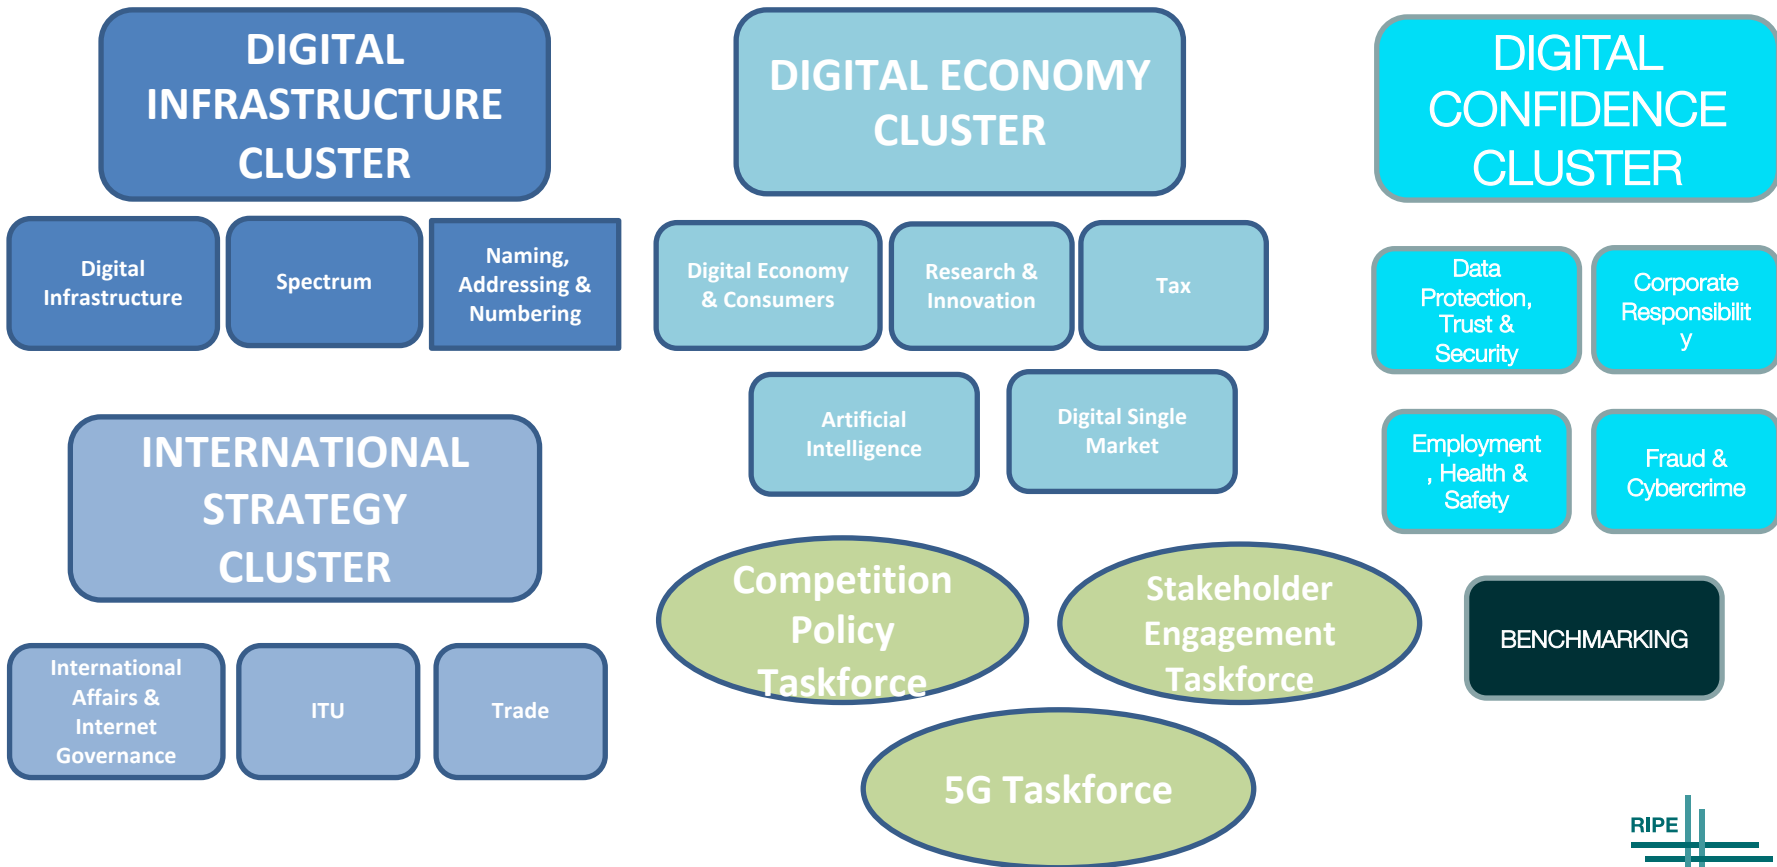 DIGITAL
INFRASTRUCTURE
CLUSTER
Digital
Infrastructure
Spectrum
Naming,
Addressing &
Numbering
INTERNATIONAL
STRATEGY
CLUSTER
International
Affairs &
Internet
Governance
ITU
Trade
DIGITAL ECONOMY
CLUSTER
Digital Economy
& Consumers
Research &
Innovation
Tax
Artificial
Intelligence
Digital Single
Market
Competition
Policy
Taskforce
Stakeholder
Engagement
Taskforce
5G Taskforce
DIGITAL
CONFIDENCE
CLUSTER
Data
Protection,
Trust &
Security
Corporate
Responsibilit
y
Employment
, Health &
Safety
Fraud &
Cybercrime
BENCHMARKING
RIPE